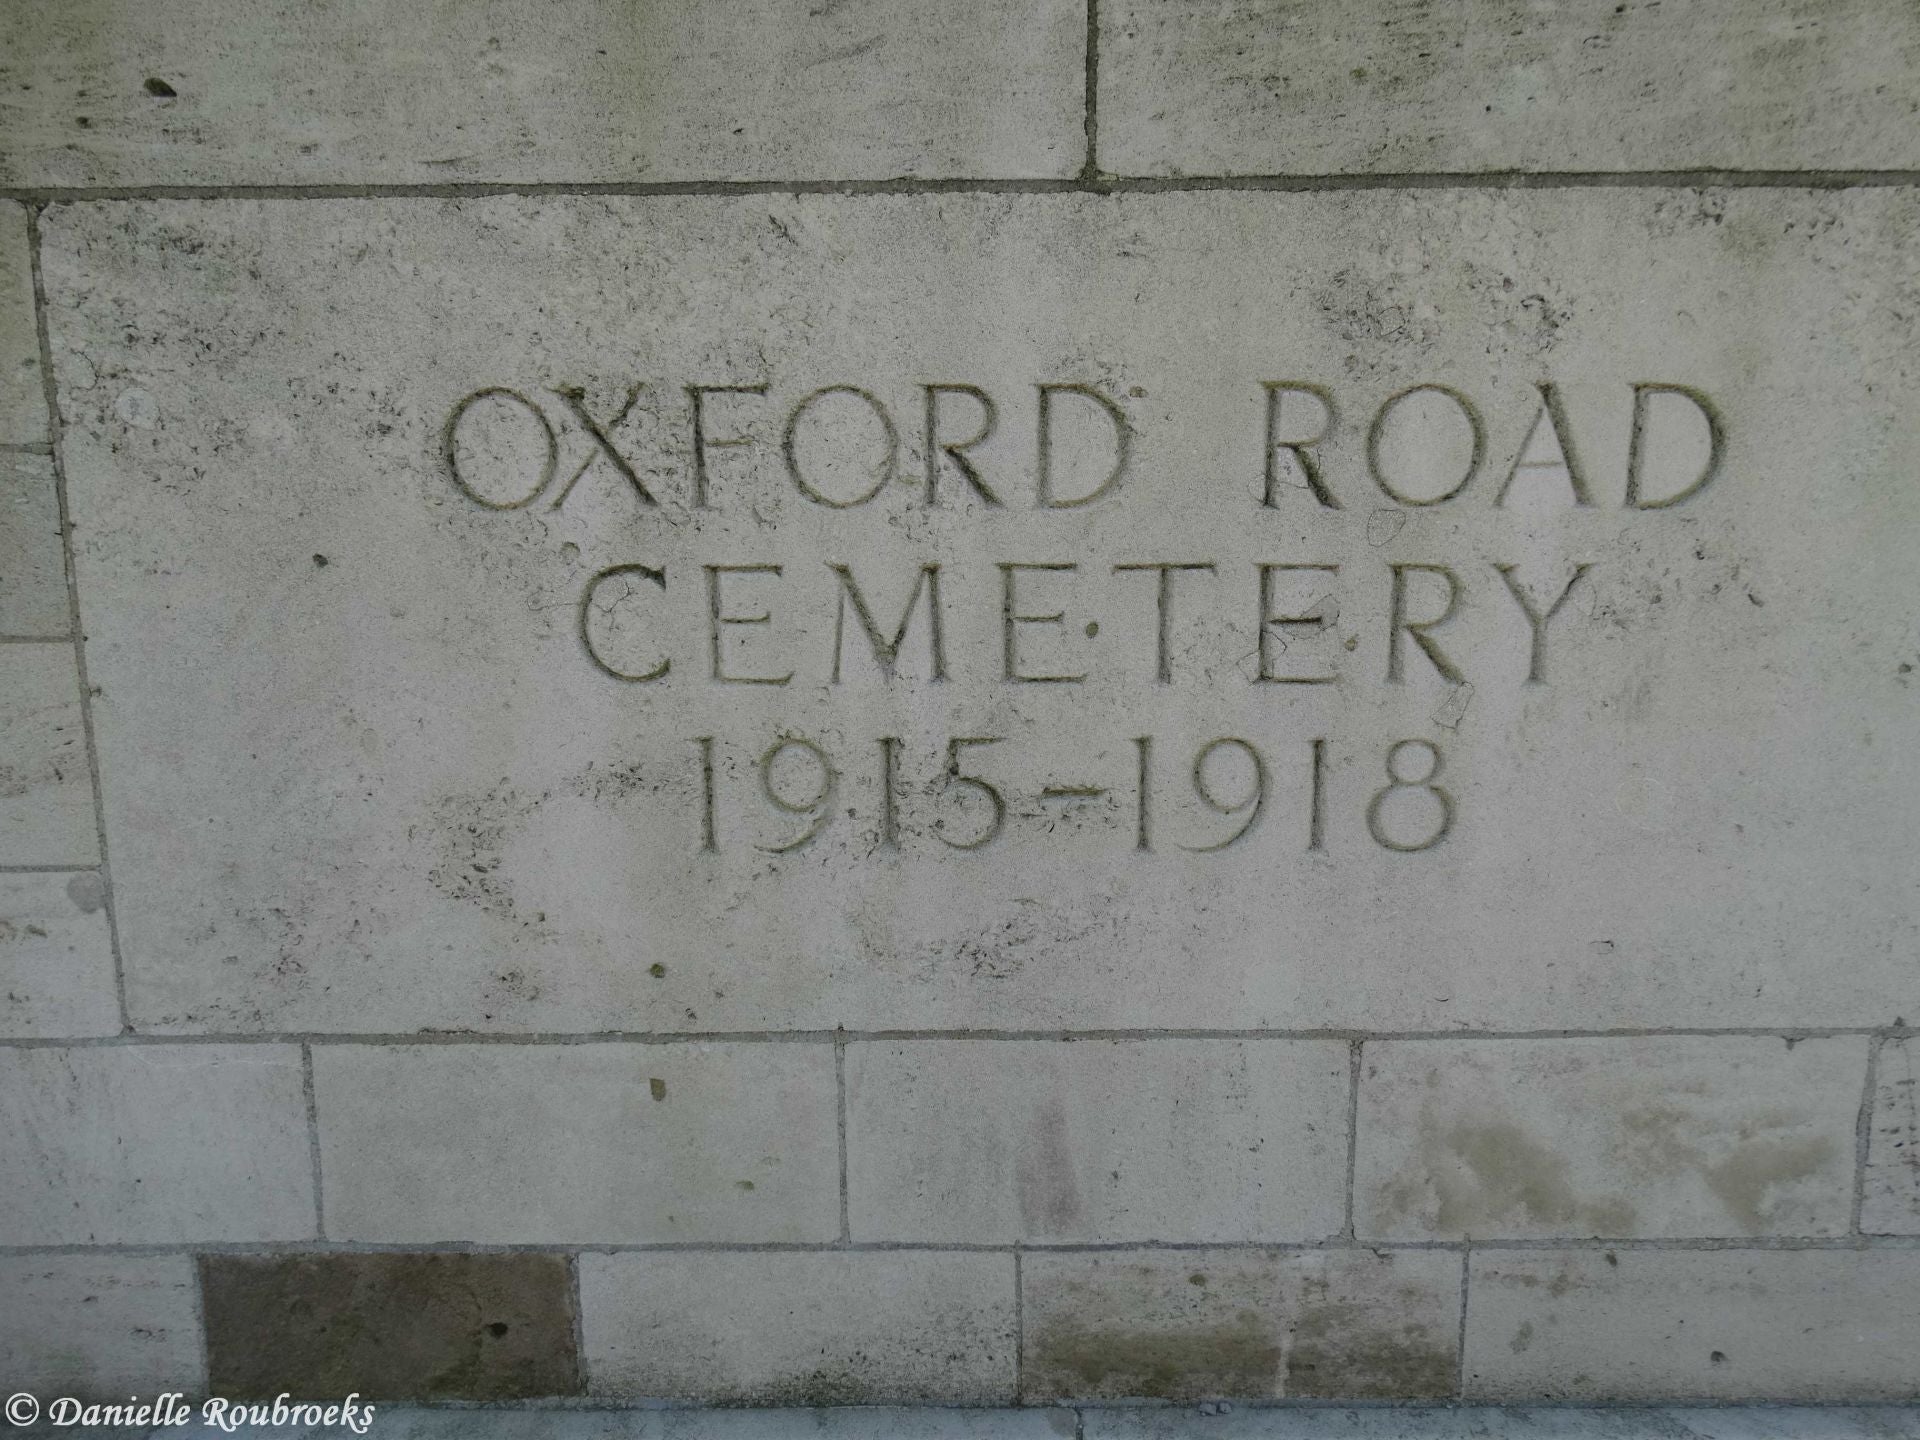 OXFORD ROAD
CEMETERY
1915-1918
© Danielle Roubroeks